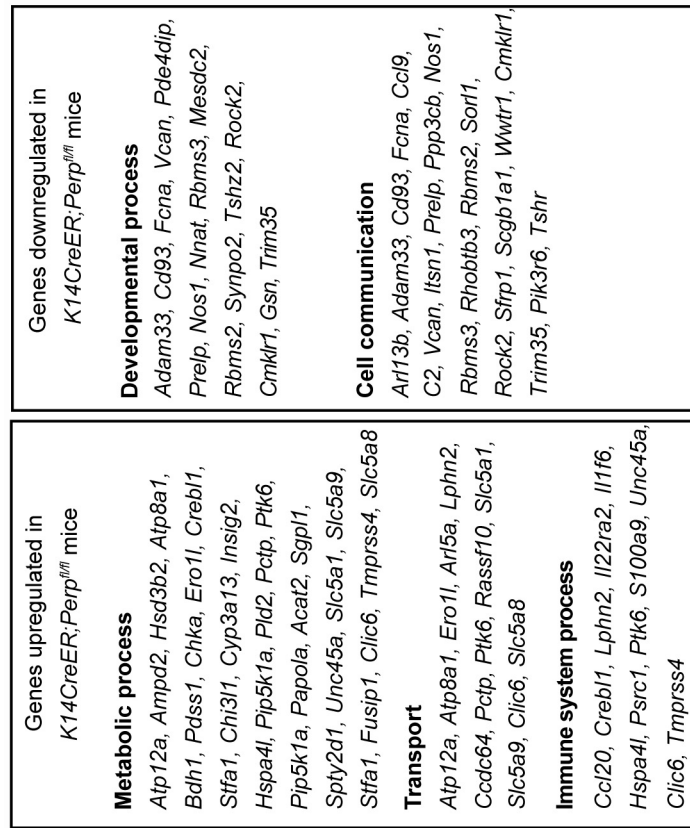 Genes upregulated in
K14CreER;Perpfl/fl mice
Metabolic process
Atp12a, Ampd2, Hsd3b2, Atp8a1,
Bdh1, Pdss1, Chka, Ero1l, Crebl1,
Stfa1, Chi3l1, Cyp3a13, Insig2,
Hspa4l, Pip5k1a, Pld2, Pctp, Ptk6,
Pip5k1a, Papola, Acat2, Sgpl1,
Spty2d1, Unc45a, Slc5a1, Slc5a9,
Stfa1, Fusip1, Clic6, Tmprss4, Slc5a8
Transport
Atp12a, Atp8a1, Ero1l, Arl5a, Lphn2,
Ccdc64, Pctp, Ptk6, Rassf10, Slc5a1,
Slc5a9, Clic6, Slc5a8
Immune system process
Ccl20, Crebl1, Lphn2, Il22ra2, Il1f6,
Hspa4l, Psrc1, Ptk6, S100a9, Unc45a,
Clic6, Tmprss4
Genes downregulated in
K14CreER;Perpfl/fl mice
Developmental process
Adam33, Cd93, Fcna, Vcan, Pde4dip,
Prelp, Nos1, Nnat, Rbms3, Mesdc2,
Rbms2, Synpo2, Tshz2, Rock2,
Cmklr1, Gsn, Trim35
Cell communication
Arl13b, Adam33, Cd93, Fcna, Ccl9,
C2, Vcan, Itsn1, Prelp, Ppp3cb, Nos1,
Rbms3, Rhobtb3, Rbms2, Sorl1,
Rock2, Sfrp1, Scgb1a1, Wwtr1, Cmklr1,
Trim35, Pik3r6, Tshr